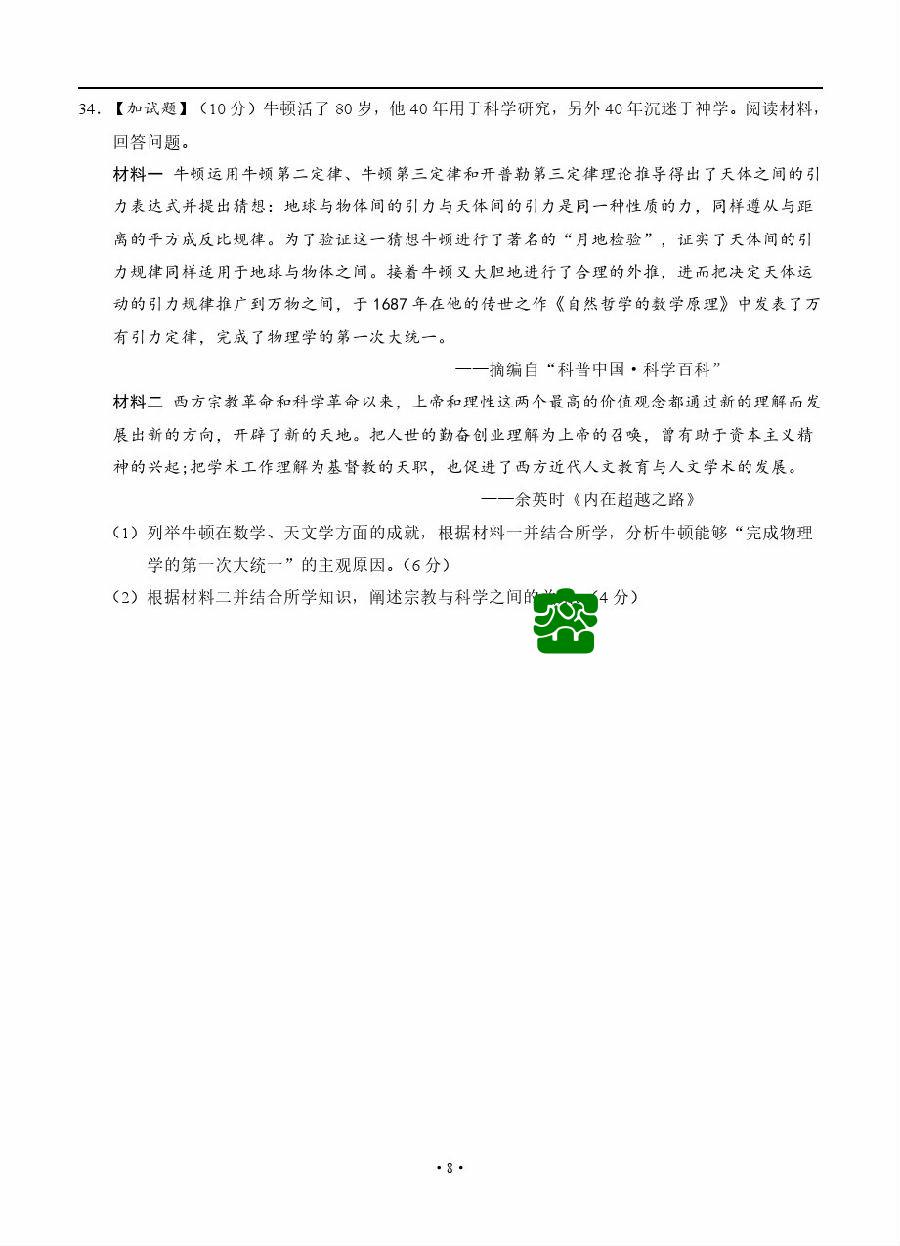 34．【加试题】（10 分）牛顿活了 80 岁，他 40 年用于科学研究，另外 40 年沉迷于神学。阅读材料，
回答问题。
材料一 牛顿运用牛顿第二定律、牛顿第三定律和开普勒第三定律理论推导得出了天体之间的引
力表达式并提出猜想：地球与物体间的引力与天体间的引力是同一种性质的力，同样遵从与距
离的平方成反比规律。为了验证这一猜想牛顿进行了著名的“月地检验”，证实了天体间的引
力规律同样适用于地球与物体之间。接着牛顿又大胆地进行了合理的外推，进而把决定天体运
动的引力规律推广到万物之间，于 1687 年在他的传世之作《自然哲学的数学原理》中发表了万
有引力定律，完成了物理学的第一次大统一。
——摘编自“科普中国·科学百科”
材料二 西方宗教革命和科学革命以来，上帝和理性这两个最高的价值观念都通过新的理解而发
展出新的方向，开辟了新的天地。把人世的勤奋创业理解为上帝的召唤，曾有助于资本主义精
神的兴起;把学术工作理解为基督教的天职，也促进了西方近代人文教育与人文学术的发展。
——余英时《内在超越之路》
（1）列举牛顿在数学、天文学方面的成就，根据材料一并结合所学，分析牛顿能够“完成物理
学的第一次大统一”的主观原因。（6 分）
（2）根据材料二并结合所学知识，阐述宗教与科学之间的（4 分）
·8·